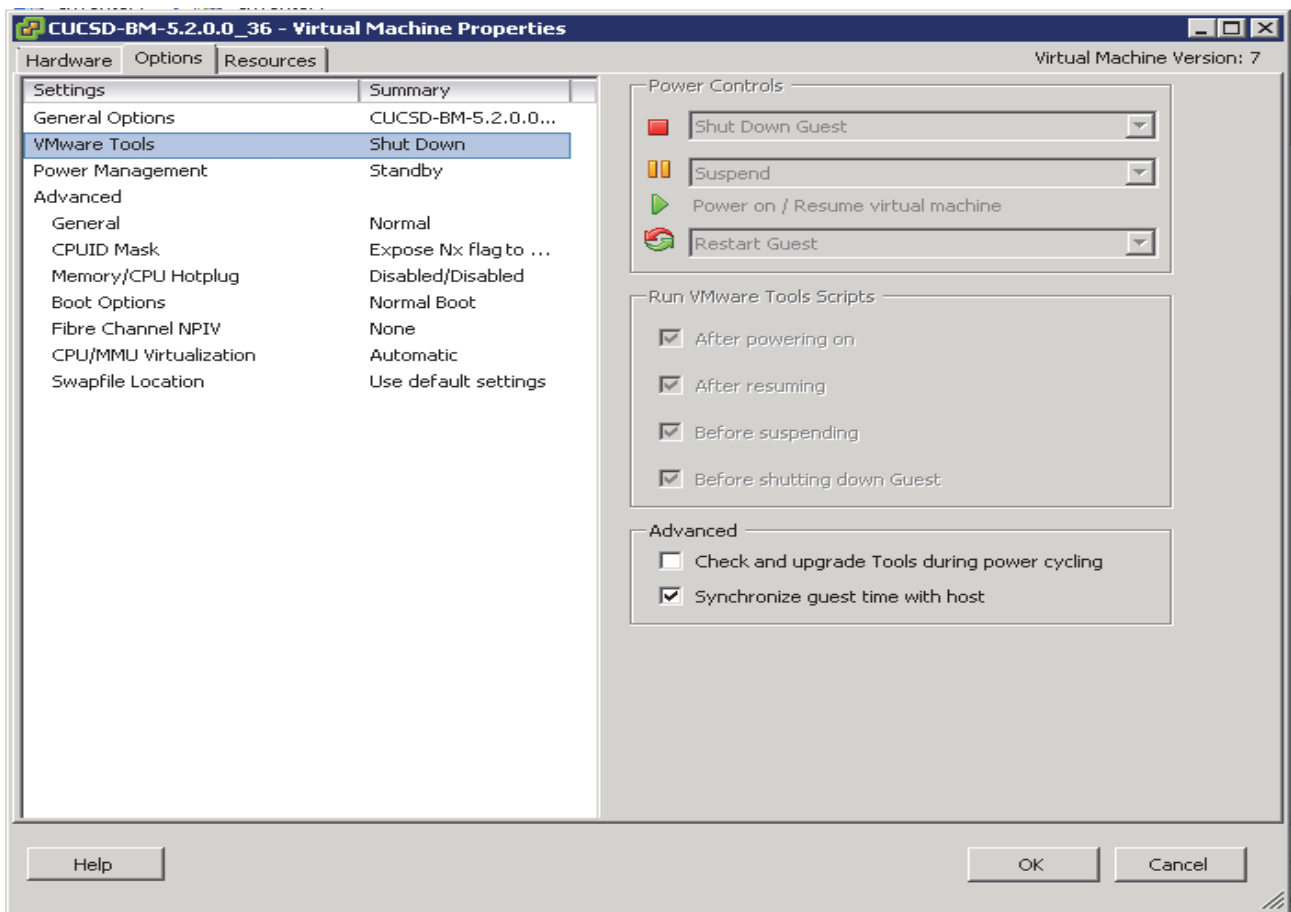 CUCSD-BM-5.2.0.0_36 - Virtual Machine Properties
Hardware Options Resources Virtual Machine Version: 7
Settings Summary
General Options CUCSD-BM-5.2.0.0...
VMware Tools Shut Down
Power Management Standby
Advanced
General Normal
CPUID Mask Expose Nx flag to ...
Memory/CPU Hotplug Disabled/Disabled
Boot Options Normal Boot
Fibre Channel NPIV None
CPU/MMU Virtualization Automatic
Swapfile Location Use default settings
Power Controls
Shut Down Guest
Suspend
Power on / Resume virtual machine
Restart Guest
Run VMware Tools Scripts
After powering on
After resuming
Before suspending
Before shutting down Guest
Advanced
Check and upgrade Tools during power cycling
Synchronize guest time with host
Help OK Cancel